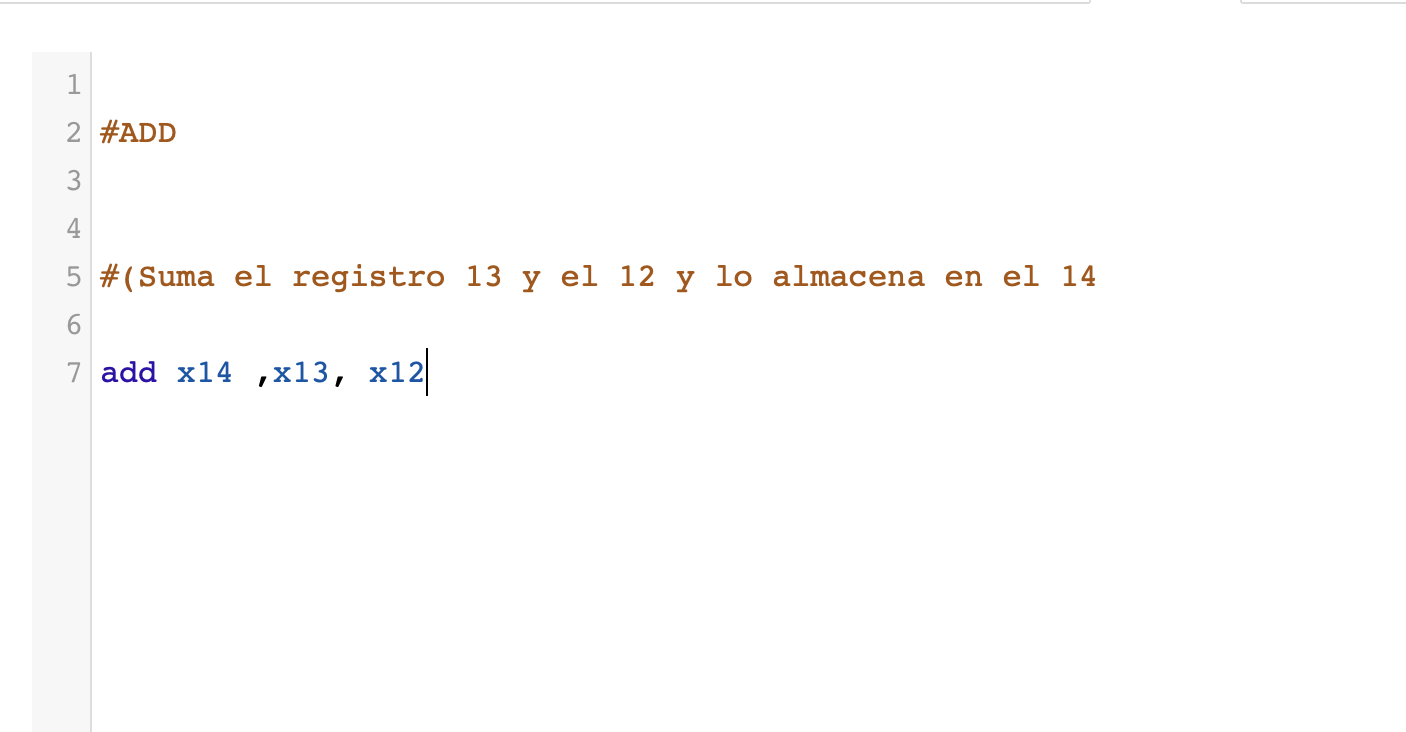 1
2 #ADD
3
4
5 #(Suma el registro 13 y el 12 y lo almacena en el 14
6
7 add x14 ,x13, x12